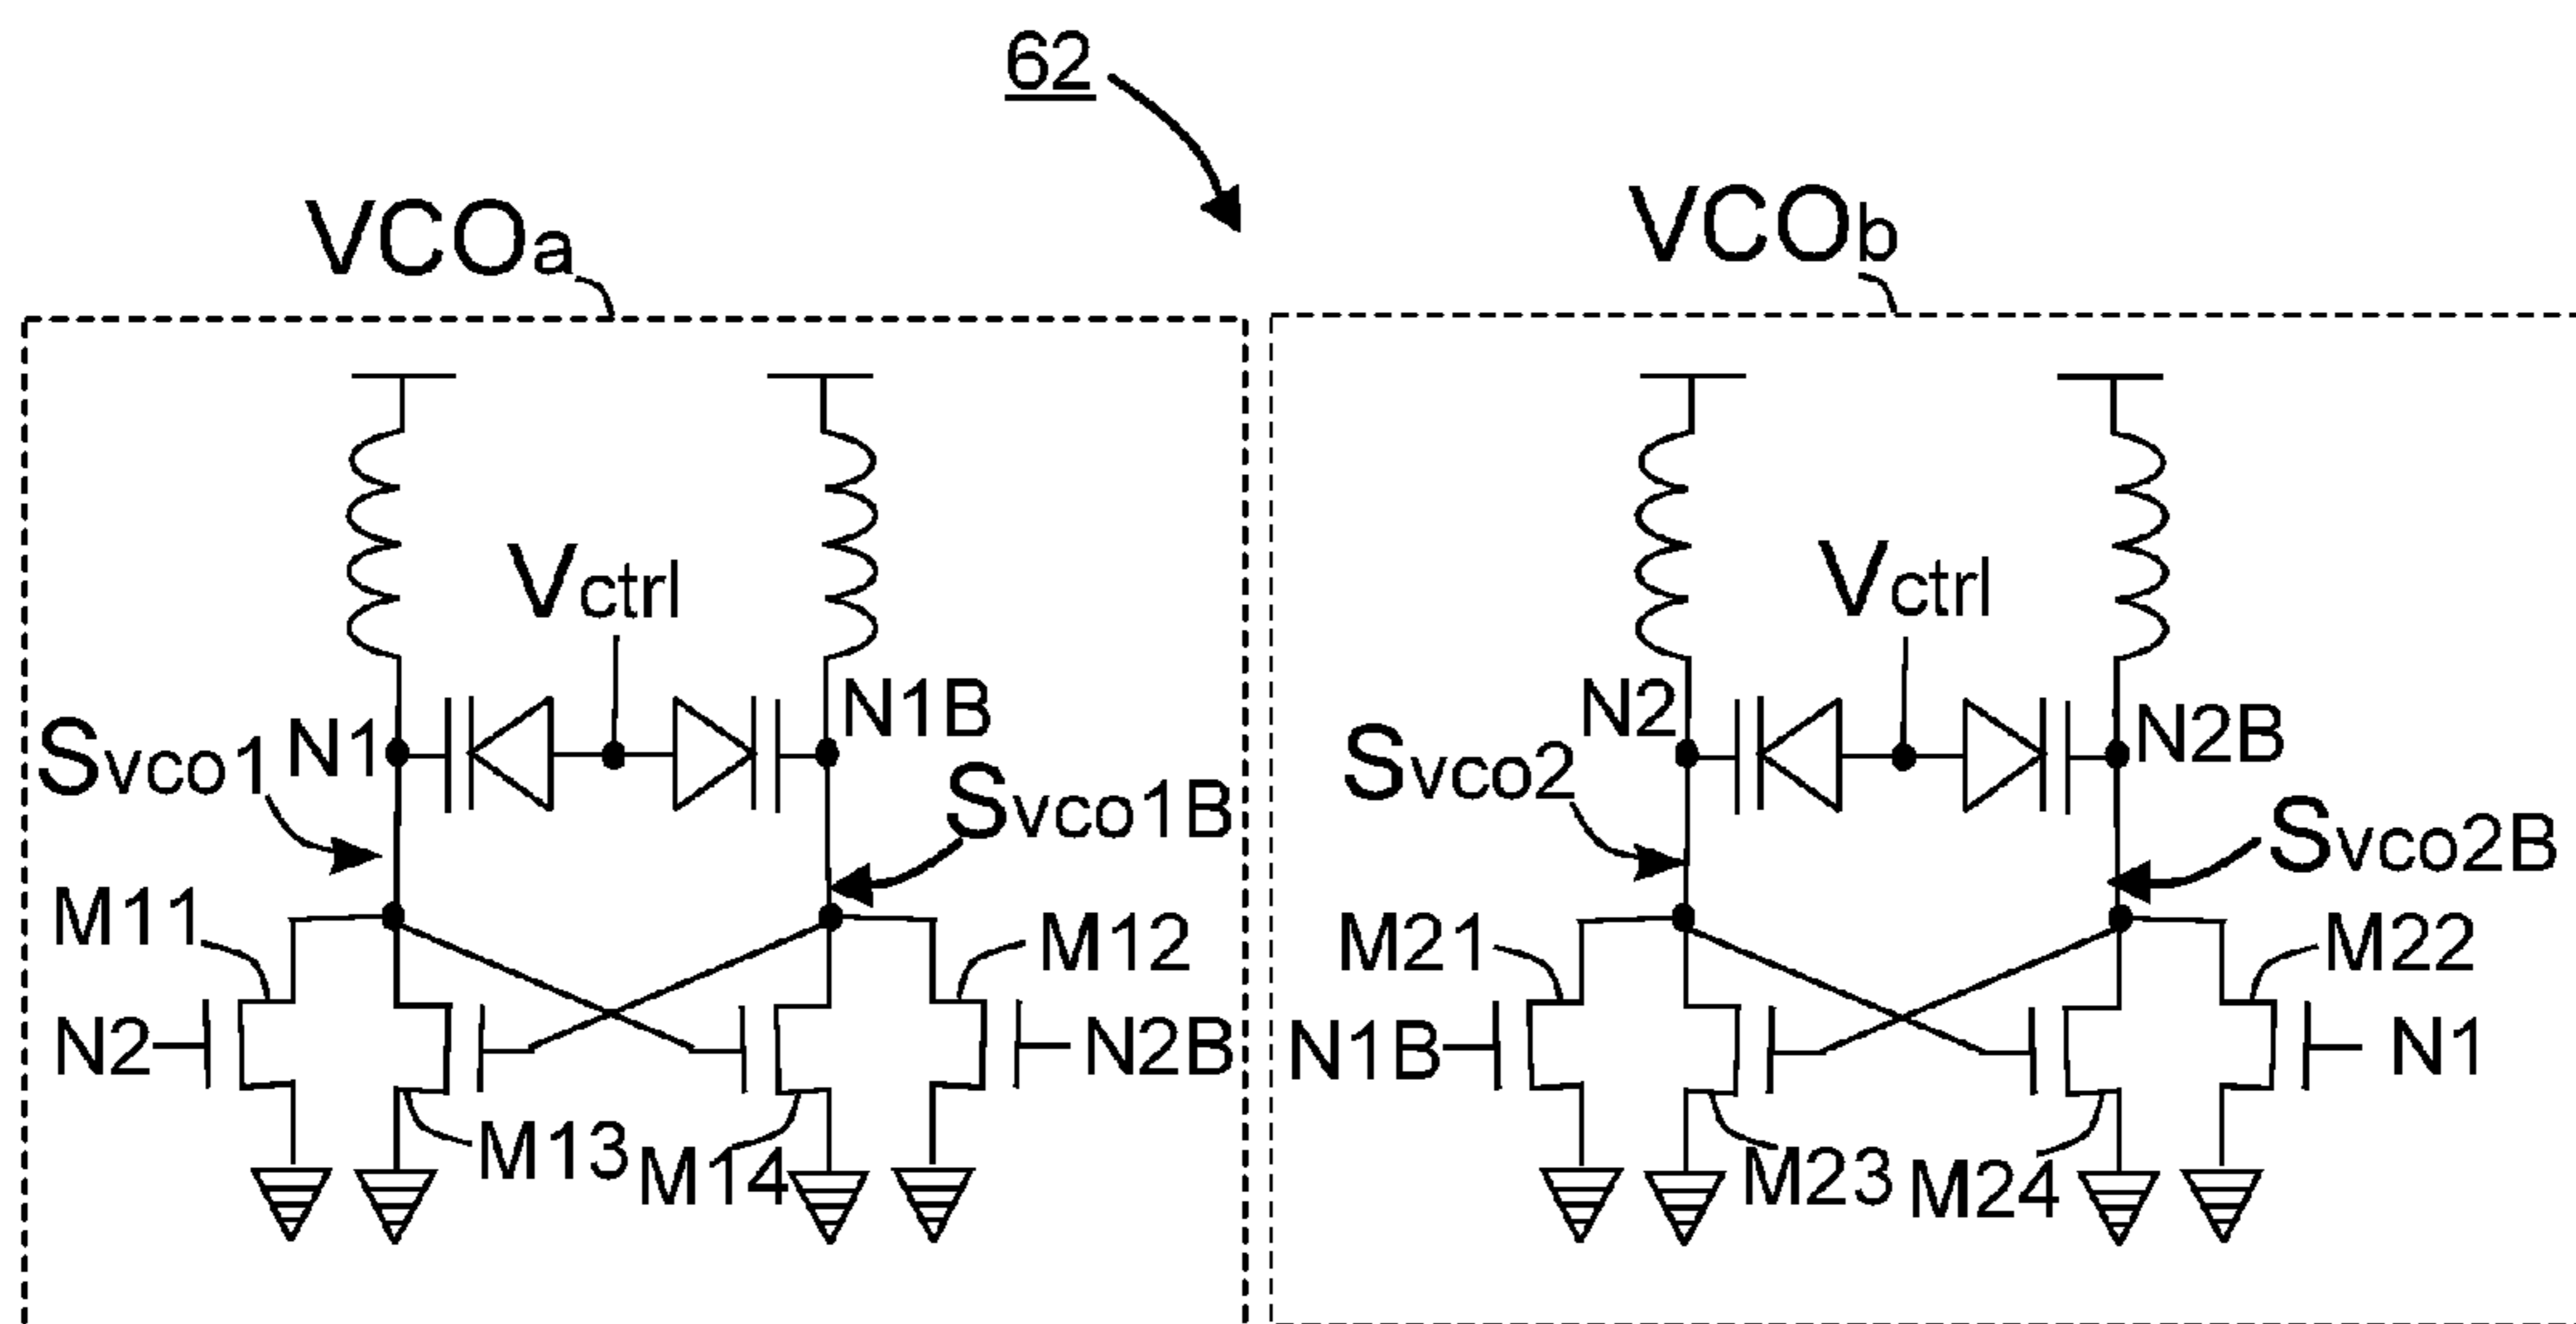 62
VCOa
VCOb
Vctrl
Vctrl
N1
N1B
N2
N2B
Svco1
Svco1B
Svco2
Svco2B
M11
M12
M21
M22
N2
N2B
N1B
N1
M13
M14
M23
M24